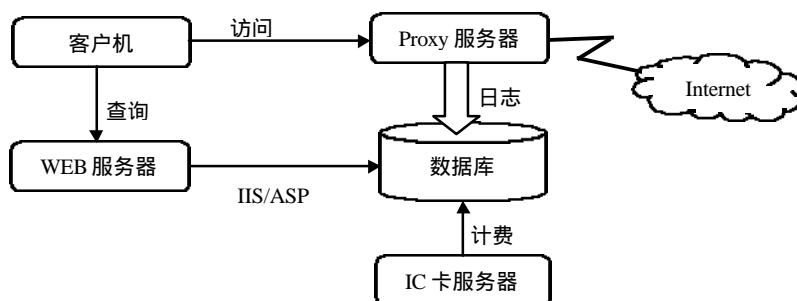 客户机
访问
Proxy 服务器
Internet
日志
查询
WEB 服务器
IIS/ASP
数据库
计费
IC 卡服务器